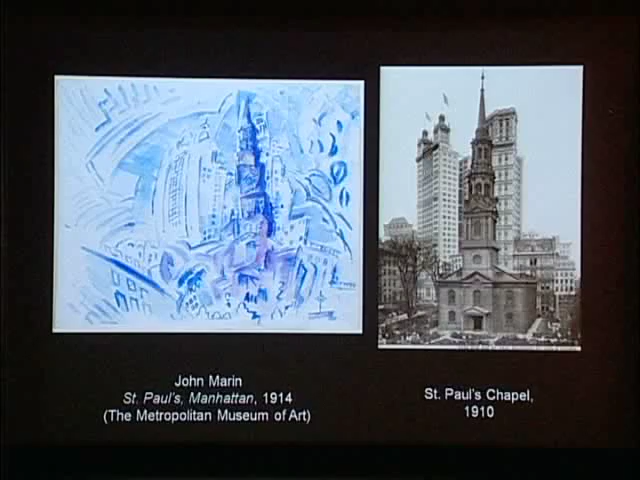 John Marin
St. Paul's, Manhattan, 1914
(The Metropolitan Museum of Art)
St. Paul's Chapel,
1910